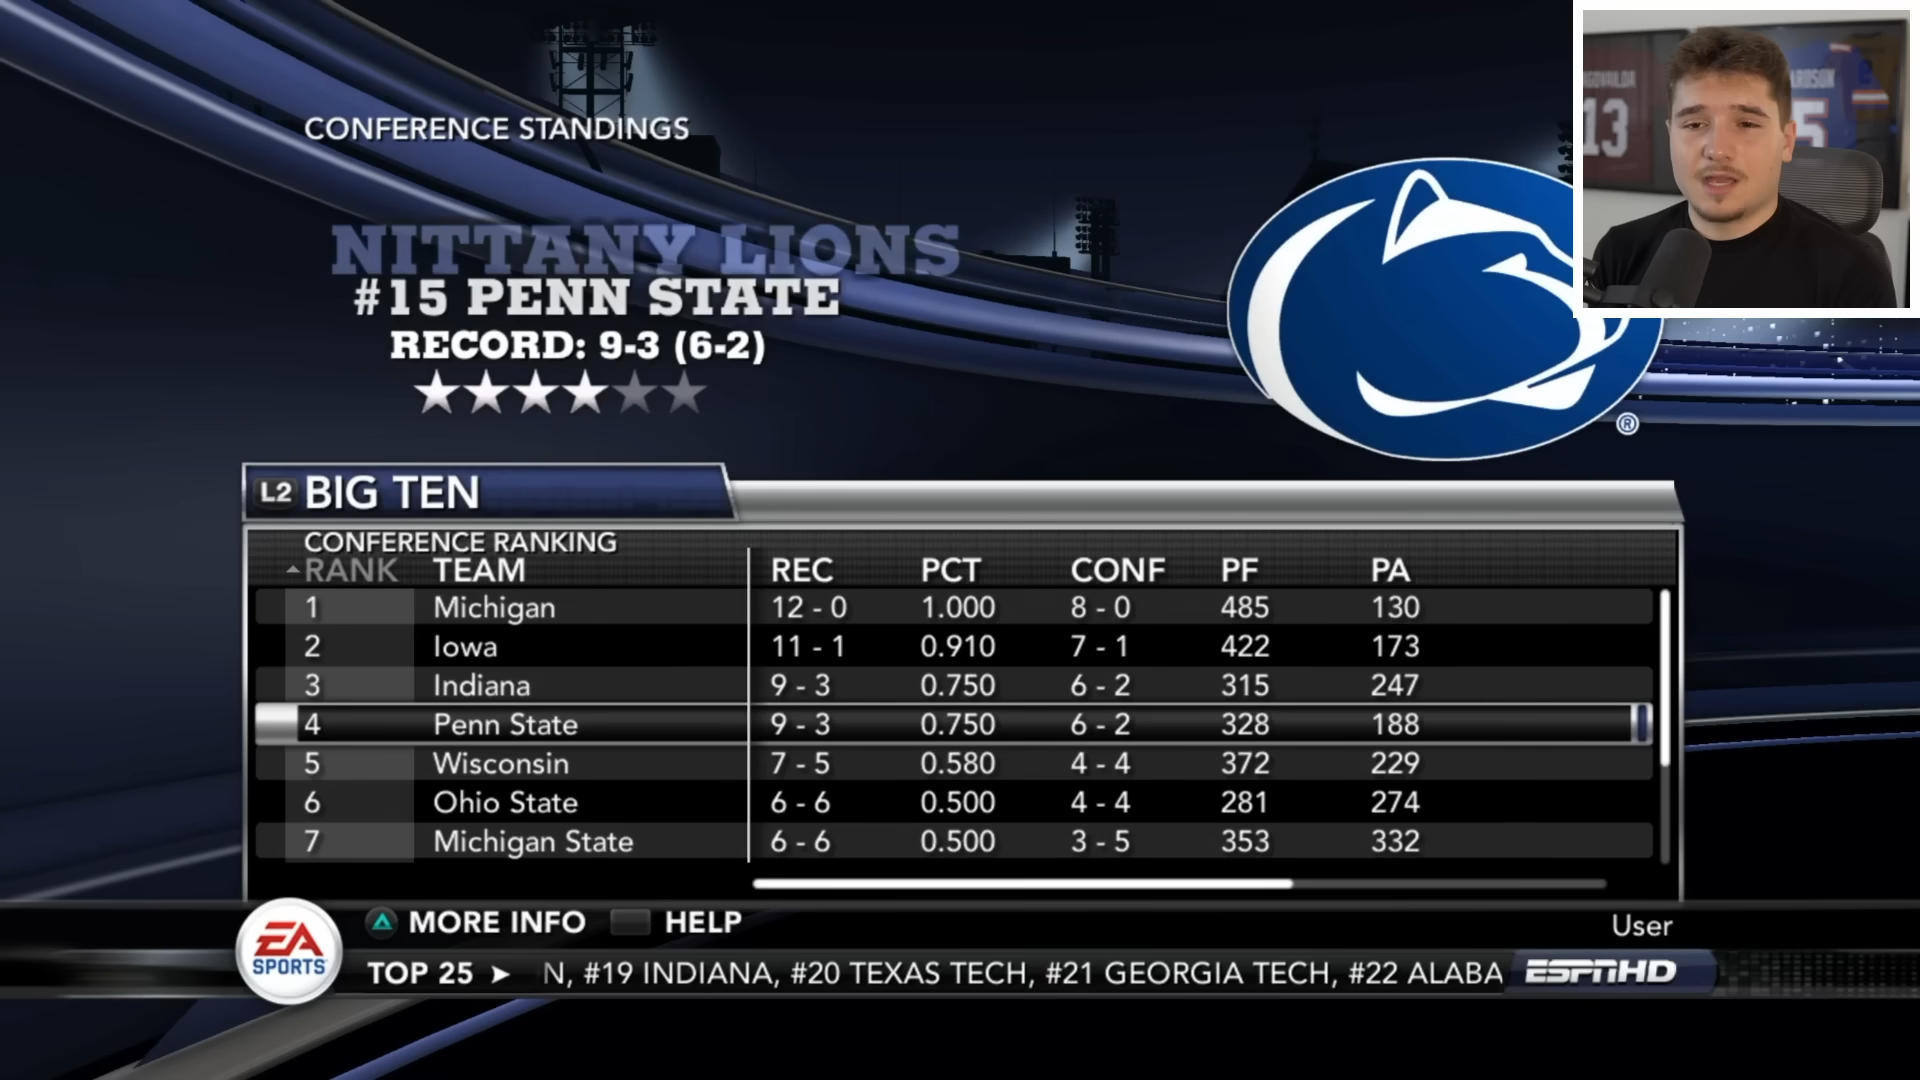 CONFERENCE STANDINGS
NITTANY LIONS
#15 PENN STATE
RECORD: 9-3 (6-2)
®
13
5
L2 BIG TEN
CONFERENCE RANKING
RANK TEAM REC PCT CONF PF PA
1 Michigan 12 - 0 1.000 8 - 0 485 130
2 Iowa 11 - 1 0.910 7 - 1 422 173
3 Indiana 9 - 3 0.750 6 - 2 315 247
4 Penn State 9 - 3 0.750 6 - 2 328 188
5 Wisconsin 7 - 5 0.580 4 - 4 372 229
6 Ohio State 6 - 6 0.500 4 - 4 281 274
7 Michigan State 6 - 6 0.500 3 - 5 353 332
EA SPORTS
MORE INFO HELP
User
TOP 25 N, #19 INDIANA, #20 TEXAS TECH, #21 GEORGIA TECH, #22 ALABA
ESPN HD